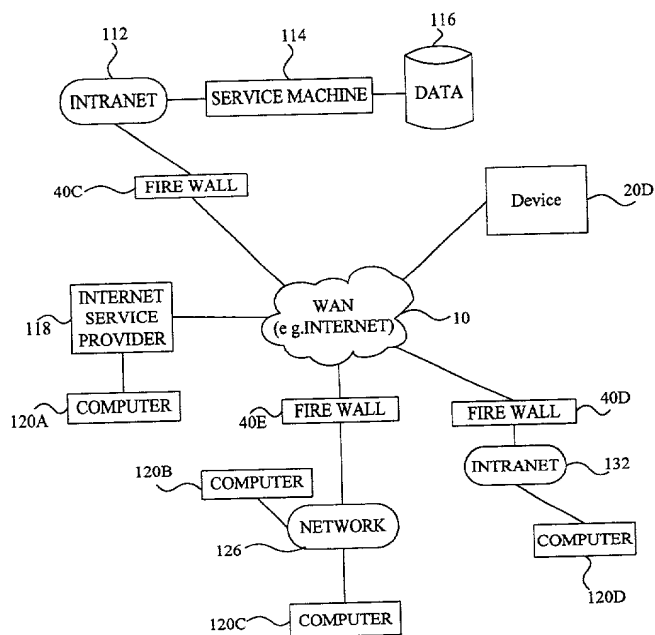 112
114
116
INTRANET
SERVICE MACHINE
DATA
40C
FIRE WALL
Device
20D
WAN
(e g.INTERNET)
10
INTERNET
SERVICE
PROVIDER
118
120A
COMPUTER
FIRE WALL
40E
FIRE WALL
40D
INTRANET
132
120B
COMPUTER
NETWORK
126
COMPUTER
120D
120C
COMPUTER